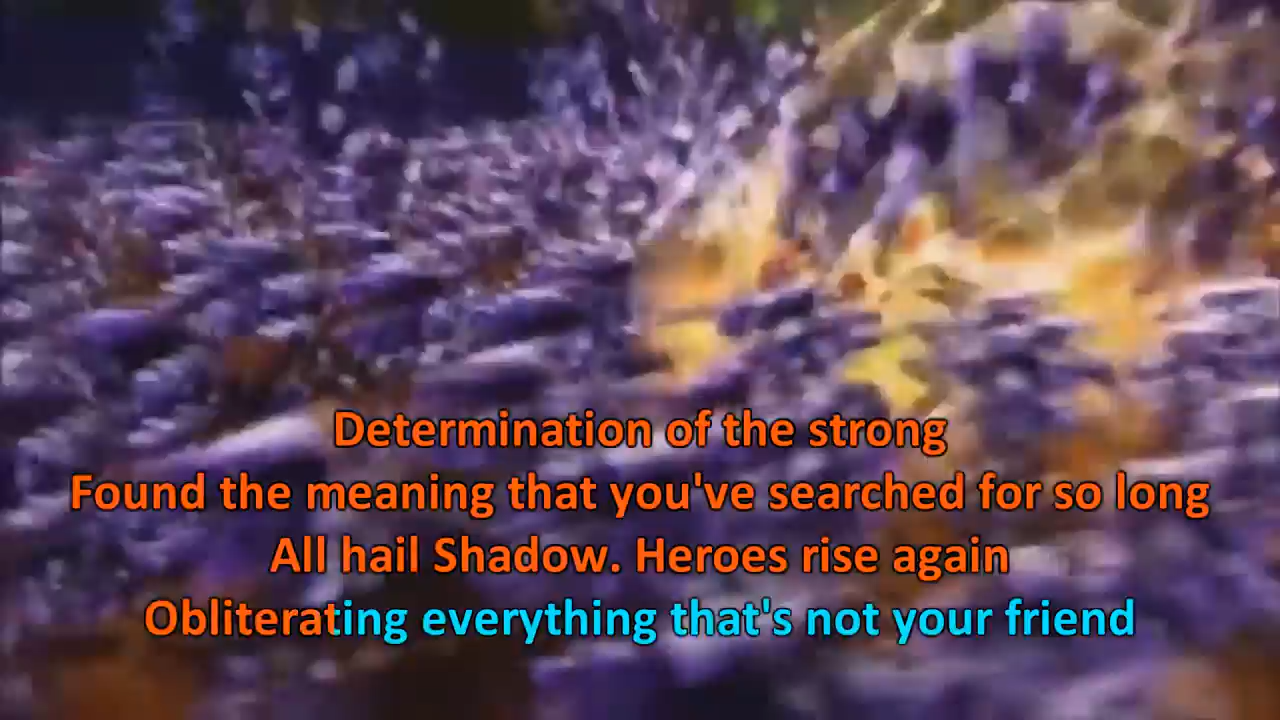 Determination of the strong
Found the meaning that you've searched for so long
All hail Shadow. Heroes rise again
Obliterating everything that's not your friend